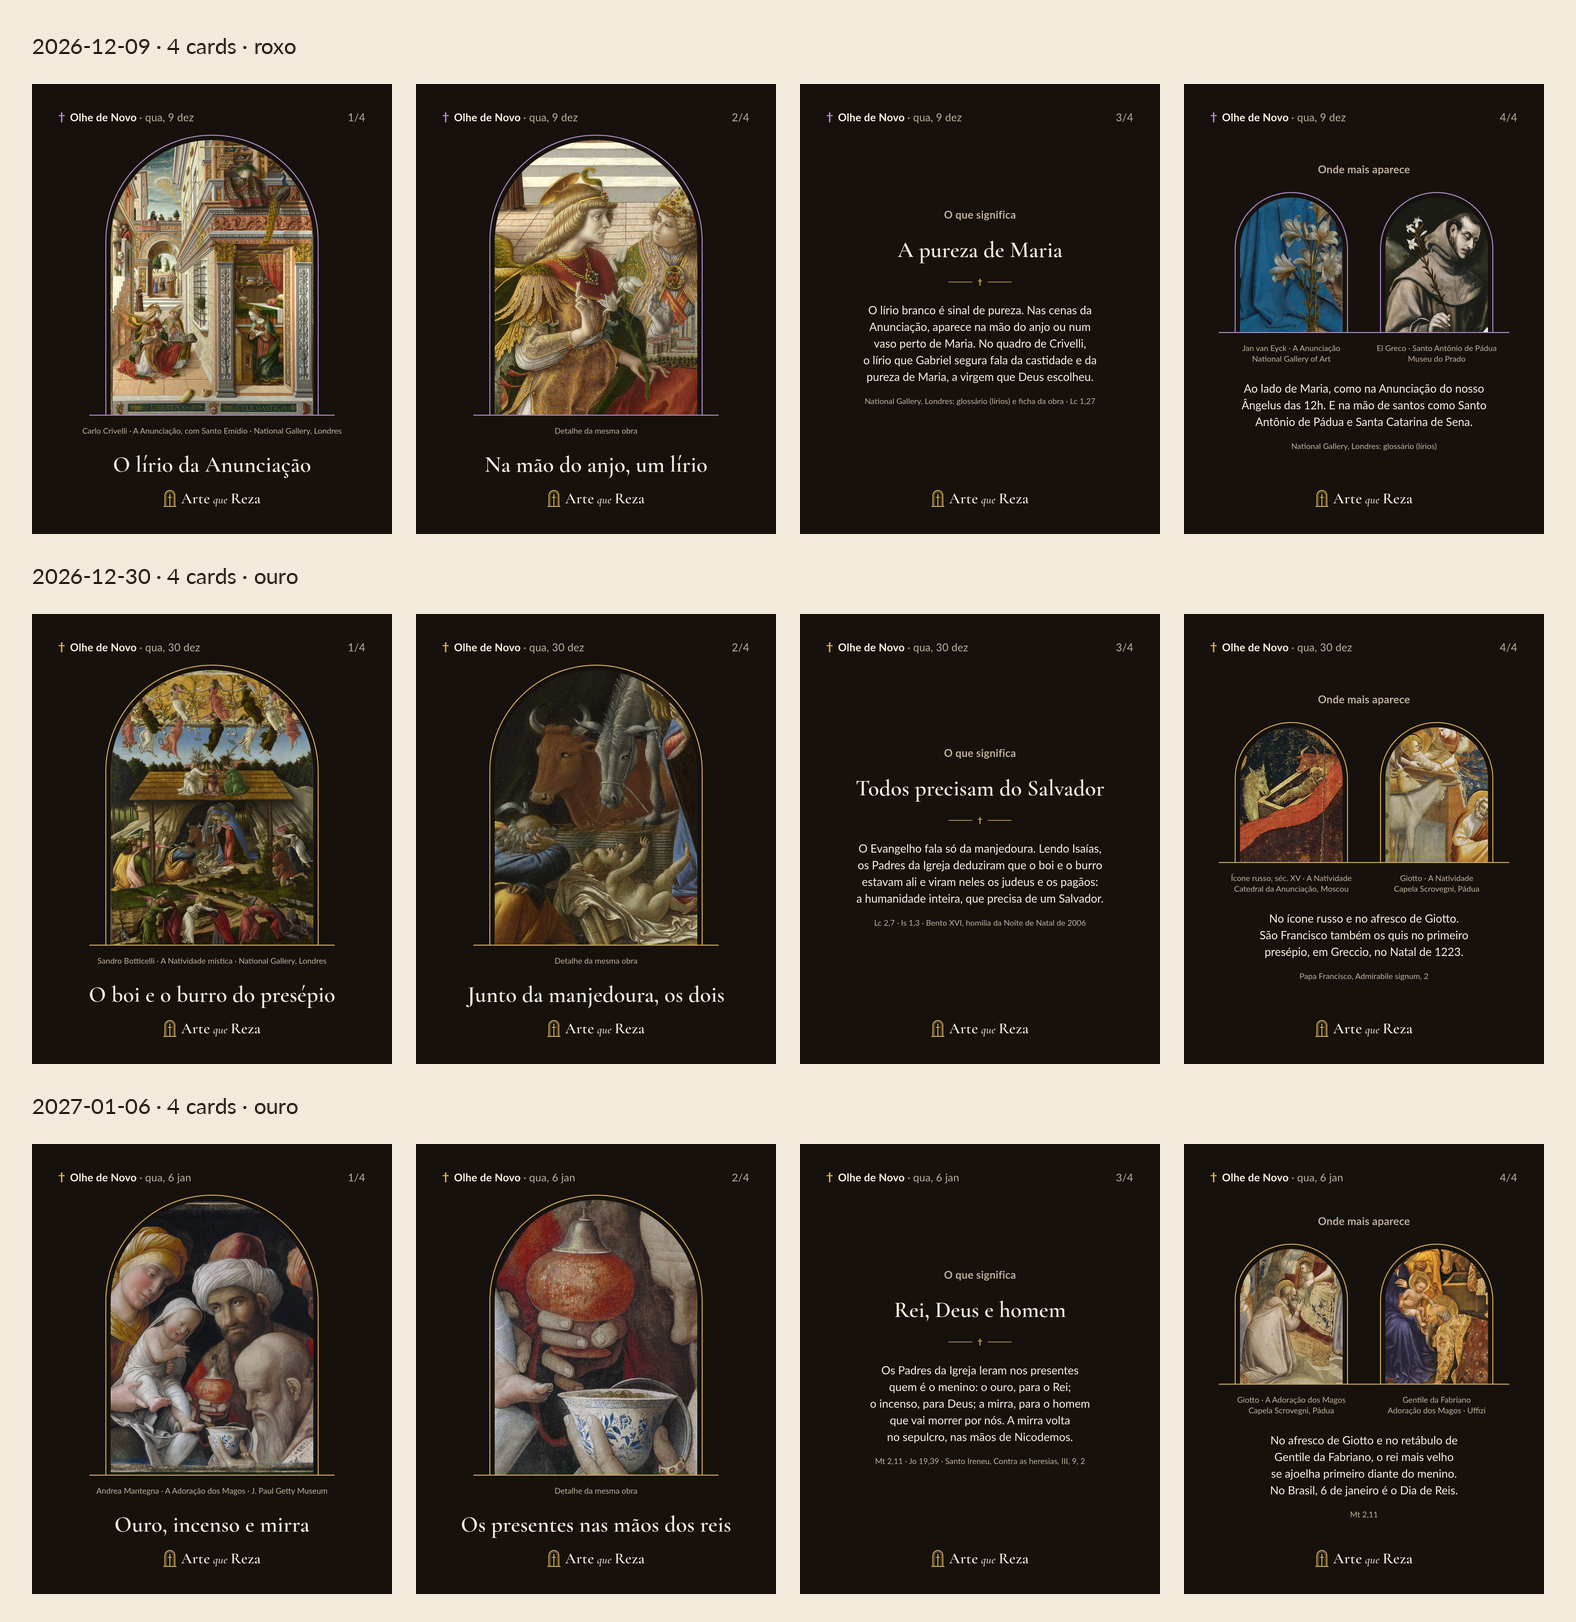 2026-12-09 · 4 cards · roxo
† Olhe de Novo · qua, 9 dez
1/4
Carlo Crivelli · A Anunciação, com Santo Emídio · National Gallery, Londres
O lírio da Anunciação
Arte que Reza
† Olhe de Novo · qua, 9 dez
2/4
Detalhe da mesma obra
Na mão do anjo, um lírio
Arte que Reza
† Olhe de Novo · qua, 9 dez
3/4
O que significa
A pureza de Maria
O lírio branco é sinal de pureza. Nas cenas da
Anunciação, aparece na mão do anjo ou num
vaso perto de Maria. No quadro de Crivelli,
o lírio que Gabriel segura fala da castidade e da
pureza de Maria, a virgem que Deus escolheu.
National Gallery, Londres: glossário (lírios) e ficha da obra · Lc 1,27
Arte que Reza
† Olhe de Novo · qua, 9 dez
4/4
Onde mais aparece
Jan van Eyck · A Anunciação
National Gallery of Art
El Greco · Santo Antônio de Pádua
Museu do Prado
Ao lado de Maria, como na Anunciação do nosso
Ângelus das 12h. E na mão de santos como Santo
Antônio de Pádua e Santa Catarina de Sena.
National Gallery, Londres: glossário (lírios)
Arte que Reza
2026-12-30 · 4 cards · ouro
† Olhe de Novo · qua, 30 dez
1/4
Sandro Botticelli · A Natividade mística · National Gallery, Londres
O boi e o burro do presépio
Arte que Reza
† Olhe de Novo · qua, 30 dez
2/4
Detalhe da mesma obra
Junto da manjedoura, os dois
Arte que Reza
† Olhe de Novo · qua, 30 dez
3/4
O que significa
Todos precisam do Salvador
O Evangelho fala só da manjedoura. Lendo Isaías,
os Padres da Igreja deduziram que o boi e o burro
estavam ali e viram neles os judeus e os pagãos:
a humanidade inteira, que precisa de um Salvador.
Lc 2,7 · Is 1,3 · Bento XVI, homilia da Noite de Natal de 2006
Arte que Reza
† Olhe de Novo · qua, 30 dez
4/4
Onde mais aparece
Ícone russo, séc. XV · A Natividade
Catedral da Anunciação, Moscou
Giotto · A Natividade
Capela Scrovegni, Pádua
No ícone russo e no afresco de Giotto.
São Francisco também os quis no primeiro
presépio, em Greccio, no Natal de 1223.
Papa Francisco, Admirabile signum, 2
Arte que Reza
2027-01-06 · 4 cards · ouro
† Olhe de Novo · qua, 6 jan
1/4
Andrea Mantegna · A Adoração dos Magos · J. Paul Getty Museum
Ouro, incenso e mirra
Arte que Reza
† Olhe de Novo · qua, 6 jan
2/4
Detalhe da mesma obra
Os presentes nas mãos dos reis
Arte que Reza
† Olhe de Novo · qua, 6 jan
3/4
O que significa
Rei, Deus e homem
Os Padres da Igreja leram nos presentes
quem é o menino: o ouro, para o Rei;
o incenso, para Deus; a mirra, para o homem
que vai morrer por nós. A mirra volta
no sepulcro, nas mãos de Nicodemos.
Mt 2,11 · Jo 19,39 · Santo Ireneu, Contra as heresias, III, 9, 2
Arte que Reza
† Olhe de Novo · qua, 6 jan
4/4
Onde mais aparece
Giotto · A Adoração dos Magos
Capela Scrovegni, Pádua
Gentile da Fabriano
Adoração dos Magos · Uffizi
No afresco de Giotto e no retábulo de
Gentile da Fabriano, o rei mais velho
se ajoelha primeiro diante do menino.
No Brasil, 6 de janeiro é o Dia de Reis.
Mt 2,11
Arte que Reza